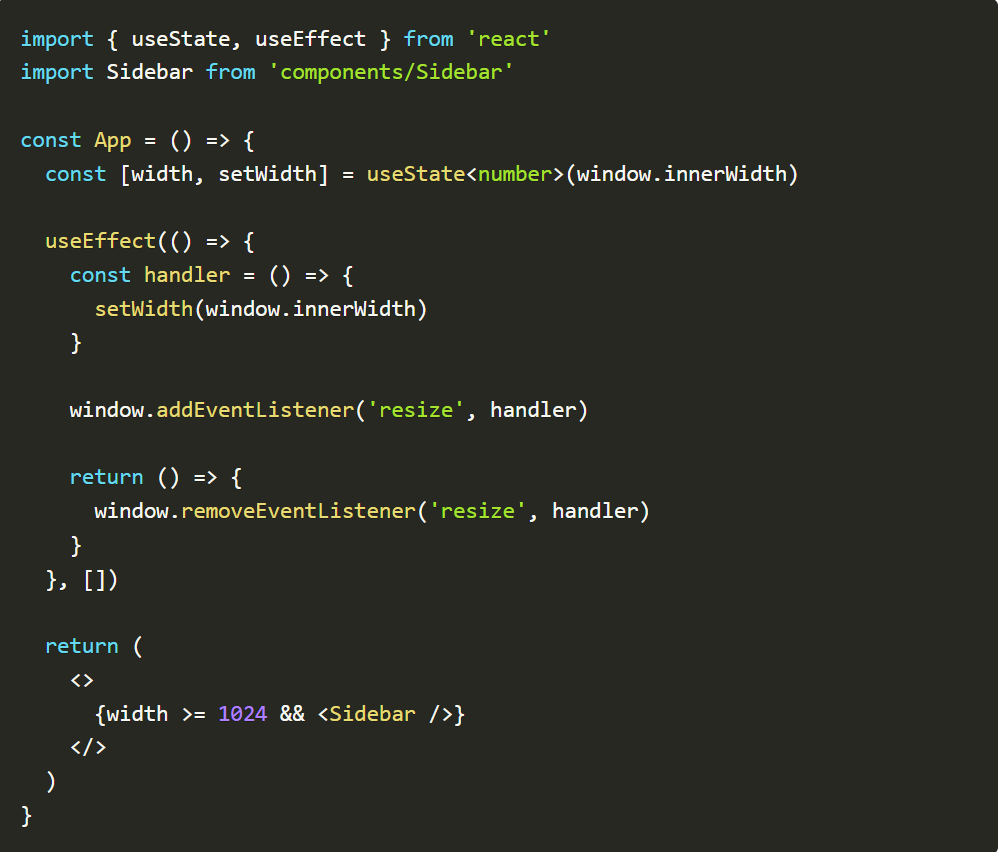 import { useState, useEffect } from 'react'
import Sidebar from 'components/Sidebar'

const App = () => {
  const [width, setWidth] = useState<number>(window.innerWidth)

  useEffect(() => {
    const handler = () => {
      setWidth(window.innerWidth)
    }

    window.addEventListener('resize', handler)

    return () => {
      window.removeEventListener('resize', handler)
    }
  }, [])

  return (
    <>
      {width >= 1024 && <Sidebar />}
    </>
  )
}